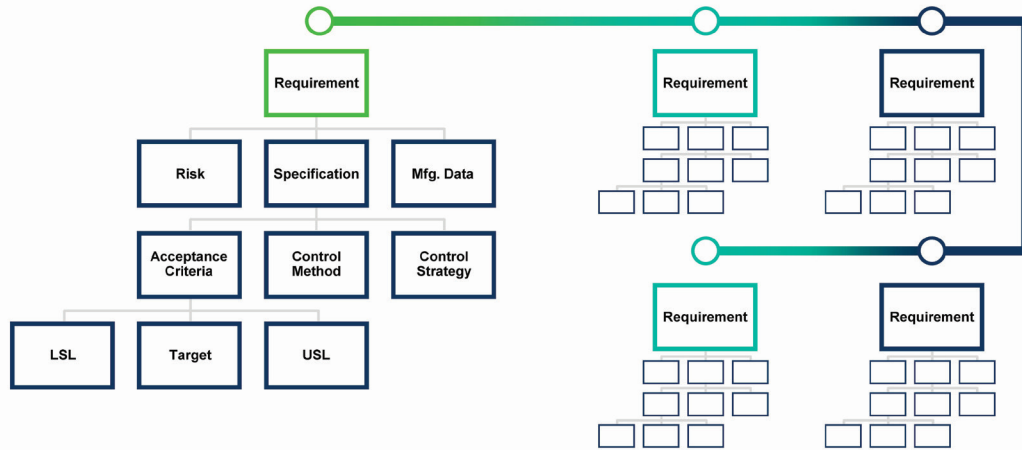 Requirement
Requirement
Requirement
Risk
Specification
Mfg. Data
Acceptance
Criteria
Control
Method
Control
Strategy
LSL
Target
USL
Requirement
Requirement